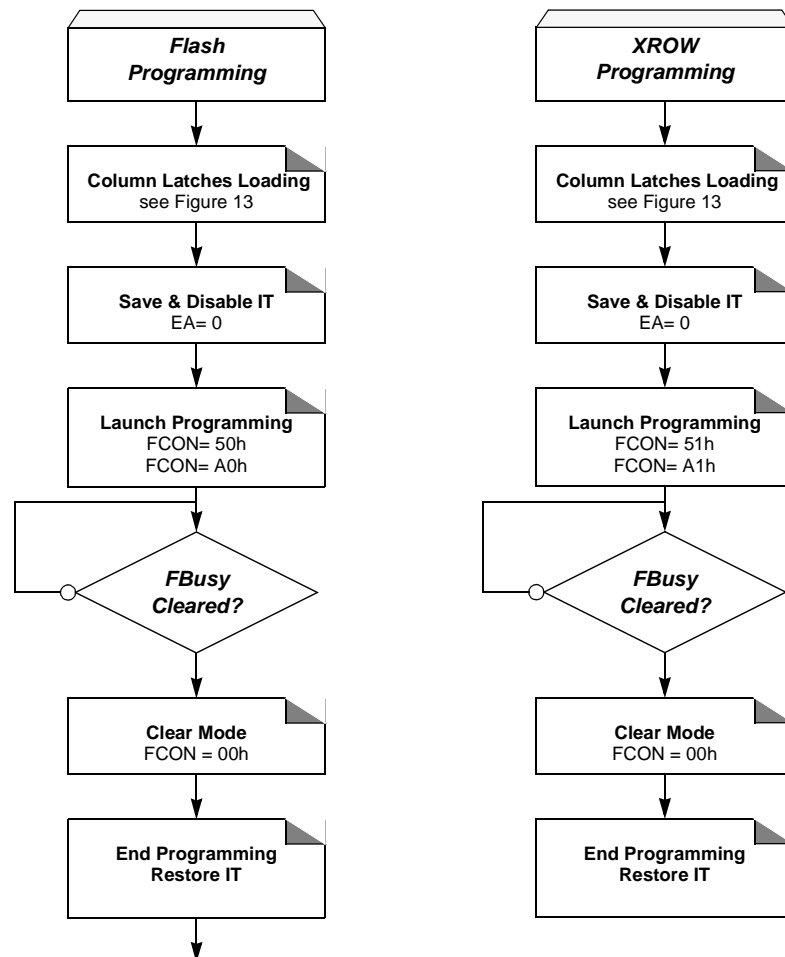 Flash
Programming
Column Latches Loading
see Figure 13
Save & Disable IT
EA= 0
Launch Programming
FCON= 50h
FCON= A0h
FBusy
Cleared?
Clear Mode
FCON = 00h
End Programming
Restore IT
XROW
Programming
Column Latches Loading
see Figure 13
Save & Disable IT
EA= 0
Launch Programming
FCON= 51h
FCON= A1h
FBusy
Cleared?
Clear Mode
FCON = 00h
End Programming
Restore IT